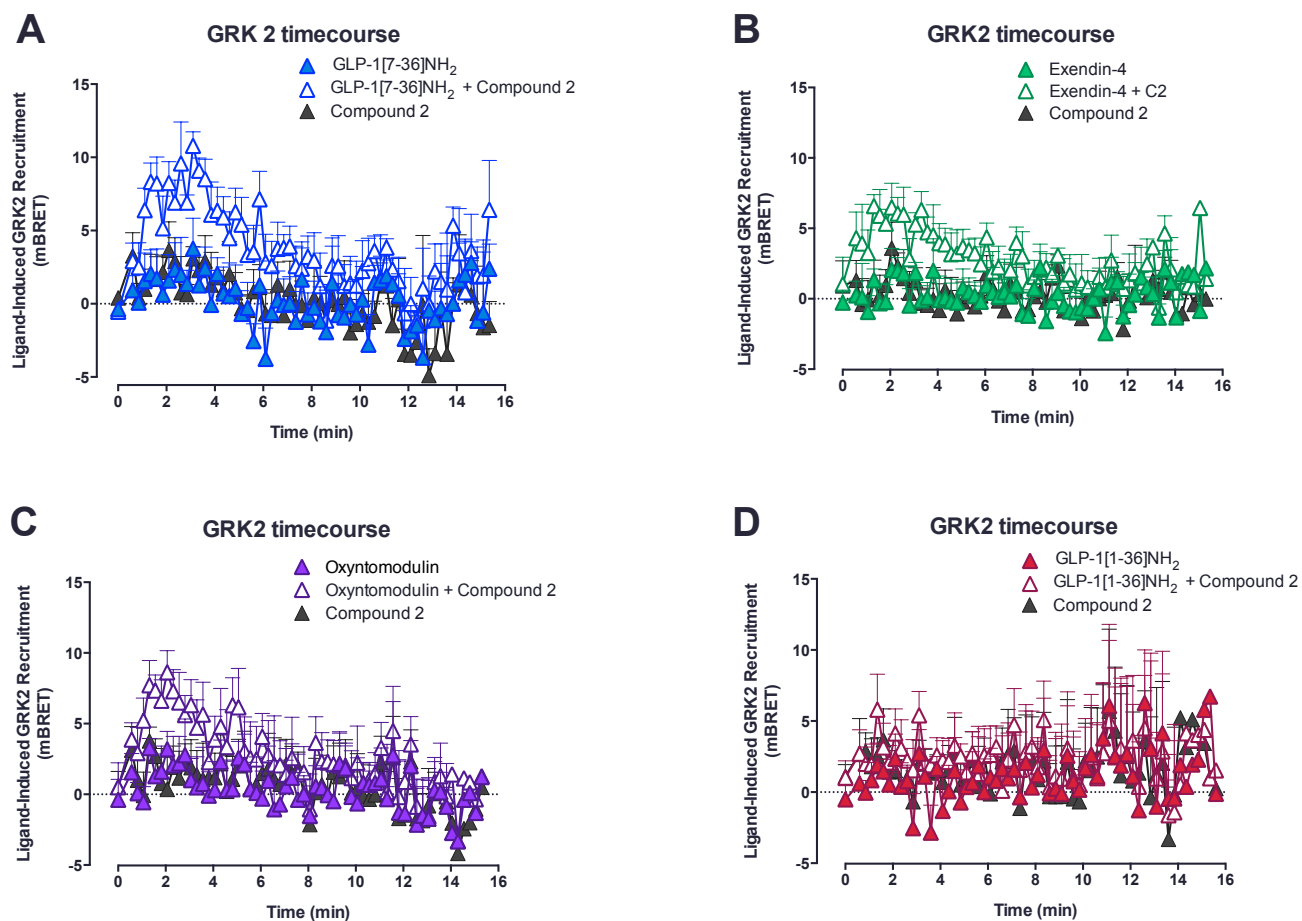 A
GRK 2 timecourse
GLP-1[7-36]NH2
GLP-1[7-36]NH2 + Compound 2
Compound 2
Ligand-Induced GRK2 Recruitment
(mBRET)
15
10
5
0
-5
0 2 4 6 8 10 12 14 16
Time (min)
B
GRK2 timecourse
Exendin-4
Exendin-4 + C2
Compound 2
Ligand-Induced GRK2 Recruitment
(mBRET)
15
10
5
0
-5
0 2 4 6 8 10 12 14 16
Time (min)
C
GRK2 timecourse
Oxyntomodulin
Oxyntomodulin + Compound 2
Compound 2
Ligand-Induced GRK2 Recruitment
(mBRET)
15
10
5
0
-5
0 2 4 6 8 10 12 14 16
Time (min)
D
GRK2 timecourse
GLP-1[1-36]NH2
GLP-1[1-36]NH2 + Compound 2
Compound 2
Ligand-Induced GRK2 Recruitment
(mBRET)
15
10
5
0
-5
0 2 4 6 8 10 12 14 16
Time (min)